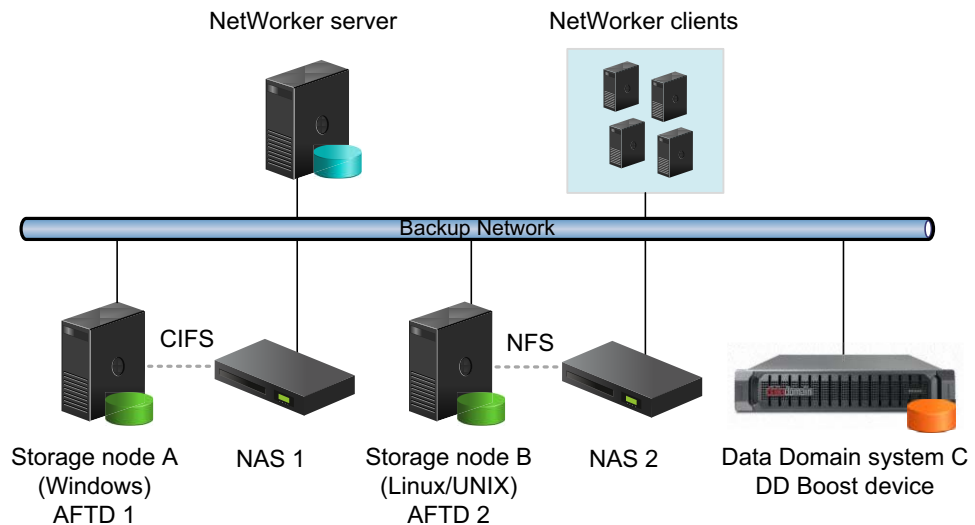 NetWorker server
NetWorker clients
Backup Network
CIFS
NFS
Storage node A
(Windows)
AFTD 1
NAS 1
Storage node B
(Linux/UNIX)
AFTD 2
NAS 2
Data Domain system C
DD Boost device